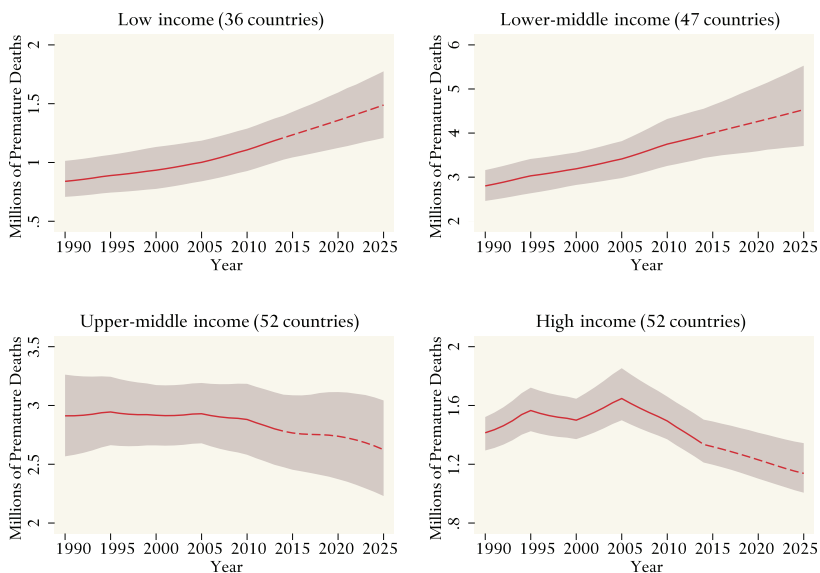 Low income (36 countries)
Millions of Premature Deaths
2
1.5
1
.5
1990 1995 2000 2005 2010 2015 2020 2025
Year
Lower-middle income (47 countries)
Millions of Premature Deaths
6
5
4
3
2
1990 1995 2000 2005 2010 2015 2020 2025
Year
Upper-middle income (52 countries)
Millions of Premature Deaths
3.5
3
2.5
2
1990 1995 2000 2005 2010 2015 2020 2025
Year
High income (52 countries)
Millions of Premature Deaths
2
1.6
1.2
.8
1990 1995 2000 2005 2010 2015 2020 2025
Year